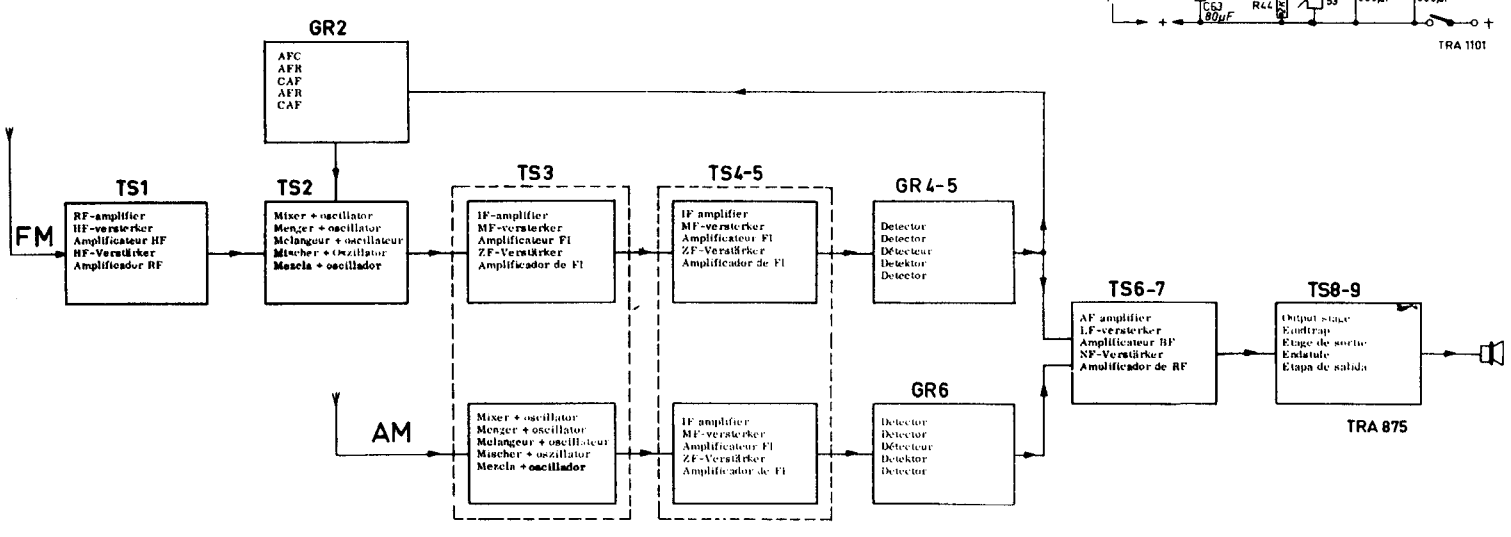 C63
R44
80µF
+ +
TRA 1101
GR2
AFC
AFR
CAF
AFR
CAF
FM
TS1
RF-amplifier
HF-versterker
Amplificateur HF
HF-Verstärker
Amplificador RF
TS2
Mixer + oscillator
Menger + oscillator
Melangeur + oscillateur
Mischer + Oszillator
Mezcla + oscillador
TS3
IF-amplifier
MF-versterker
Amplificateur FI
ZF-Verstärker
Amplificador de FI
TS4-5
IF amplifier
MF-versterker
Amplificateur FI
ZF-Verstärker
Amplificador de FI
GR4-5
Detector
Detector
Détecteur
Detektor
Detector
AM
Mixer + oscillator
Menger + oscillator
Melangeur + oscillateur
Mischer + oszillator
Mezcla + oscillador
IF amplifier
MF-versterker
Amplificateur FI
ZF-Verstärker
Amplificador de FI
GR6
Detector
Detector
Détecteur
Detektor
Detector
TS6-7
AF amplifier
LF-versterker
Amplificateur BF
NF-Verstärker
Amplificador de RF
TS8-9
Output stage
Eindtrap
Etage de sortie
Endstufe
Etapa de salida
TRA 875